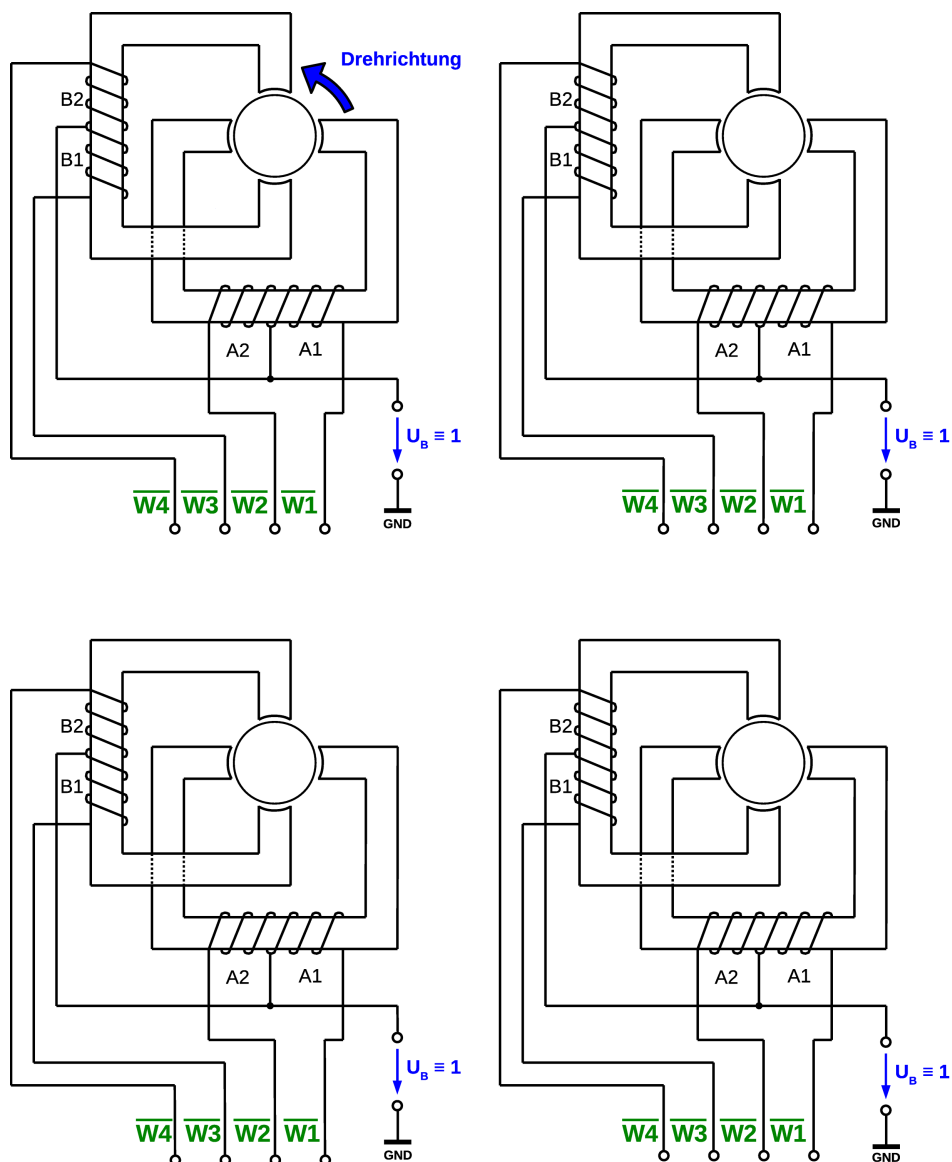 Drehrichtung
B2
B1
A2
A1
U_B ≡ 1
W4 W3 W2 W1
GND
B2
B1
A2
A1
U_B ≡ 1
W4 W3 W2 W1
GND
B2
B1
A2
A1
U_B ≡ 1
W4 W3 W2 W1
GND
B2
B1
A2
A1
U_B ≡ 1
W4 W3 W2 W1
GND